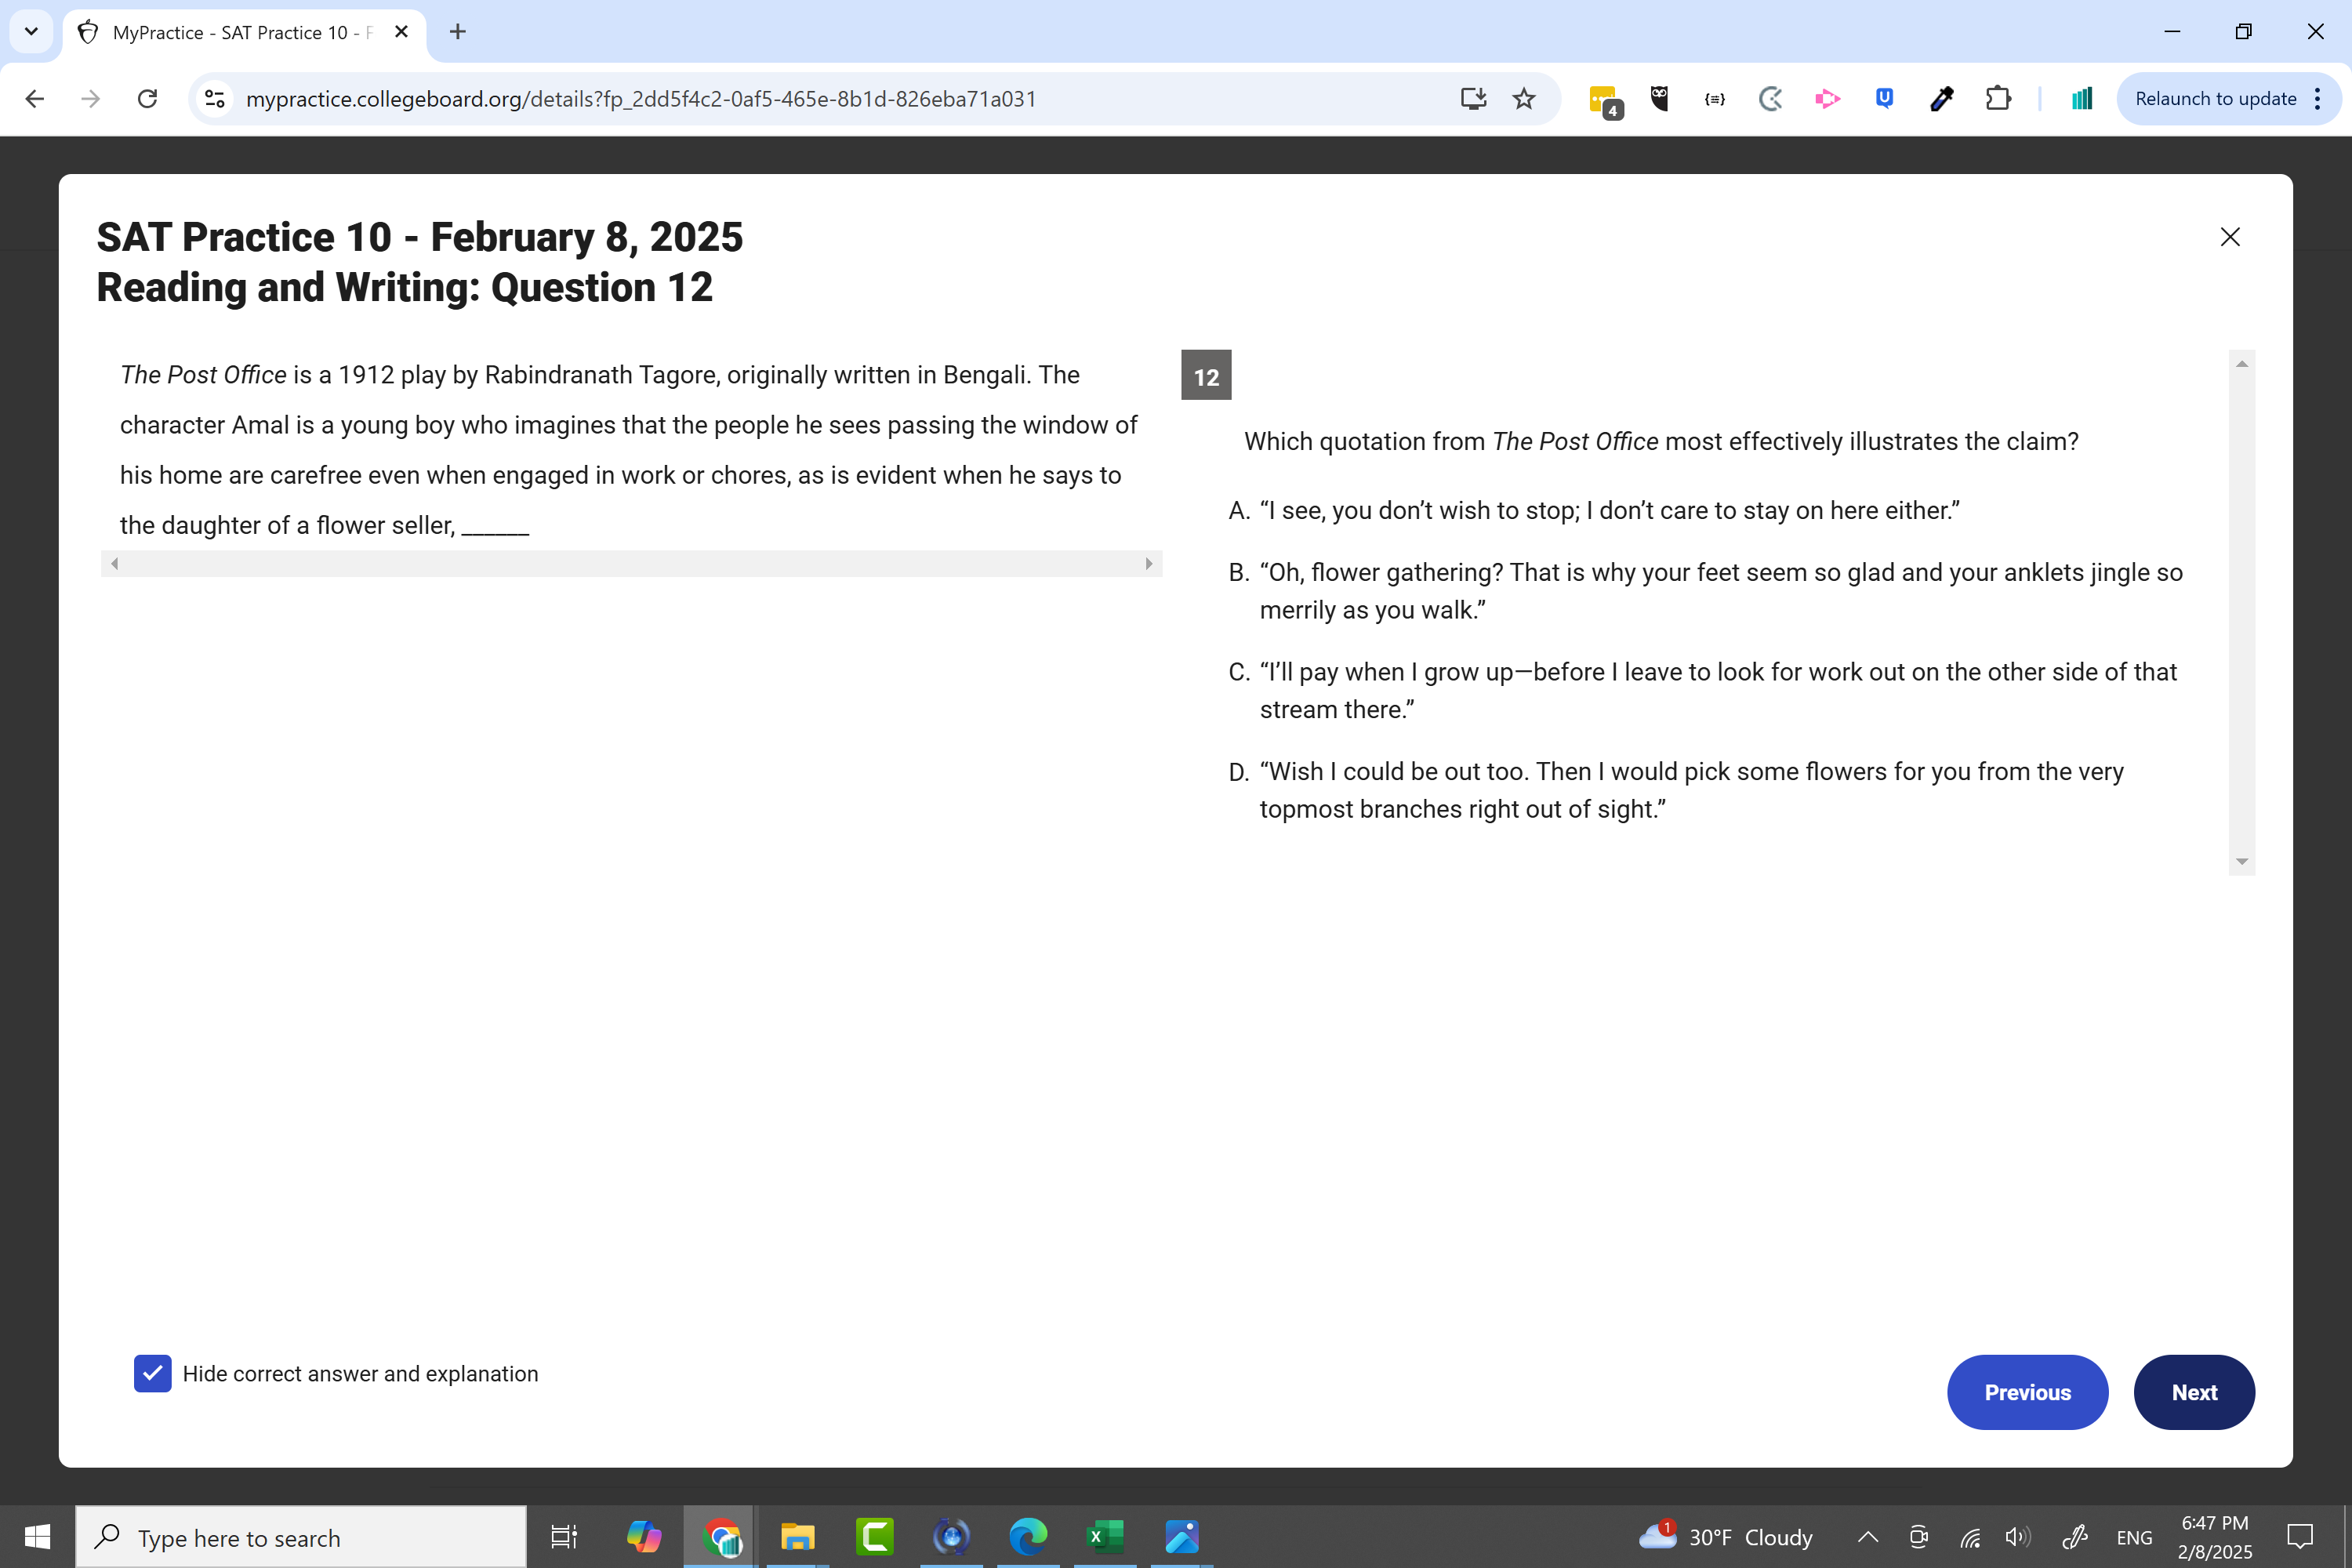 MyPractice - SAT Practice 10 - F
mypractice.collegeboard.org/details?fp_2dd5f4c2-0af5-465e-8b1d-826eba71a031
4
Relaunch to update
SAT Practice 10 - February 8, 2025
Reading and Writing: Question 12
The Post Office is a 1912 play by Rabindranath Tagore, originally written in Bengali. The
character Amal is a young boy who imagines that the people he sees passing the window of
his home are carefree even when engaged in work or chores, as is evident when he says to
the daughter of a flower seller, ______
12
Which quotation from The Post Office most effectively illustrates the claim?
A. “I see, you don’t wish to stop; I don’t care to stay on here either.”
B. “Oh, flower gathering? That is why your feet seem so glad and your anklets jingle so
merrily as you walk.”
C. “I’ll pay when I grow up—before I leave to look for work out on the other side of that
stream there.”
D. “Wish I could be out too. Then I would pick some flowers for you from the very
topmost branches right out of sight.”
Hide correct answer and explanation
Previous
Next
Type here to search
1
30°F Cloudy
ENG
6:47 PM
2/8/2025